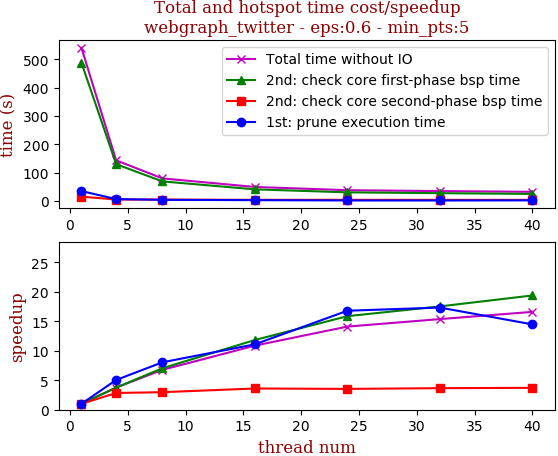 Total and hotspot time cost/speedup
webgraph_twitter - eps:0.6 - min_pts:5
time (s)
500
400
300
200
100
0
Total time without IO
2nd: check core first-phase bsp time
2nd: check core second-phase bsp time
1st: prune execution time
0 5 10 15 20 25 30 35 40
speedup
25
20
15
10
5
0
0 5 10 15 20 25 30 35 40
thread num